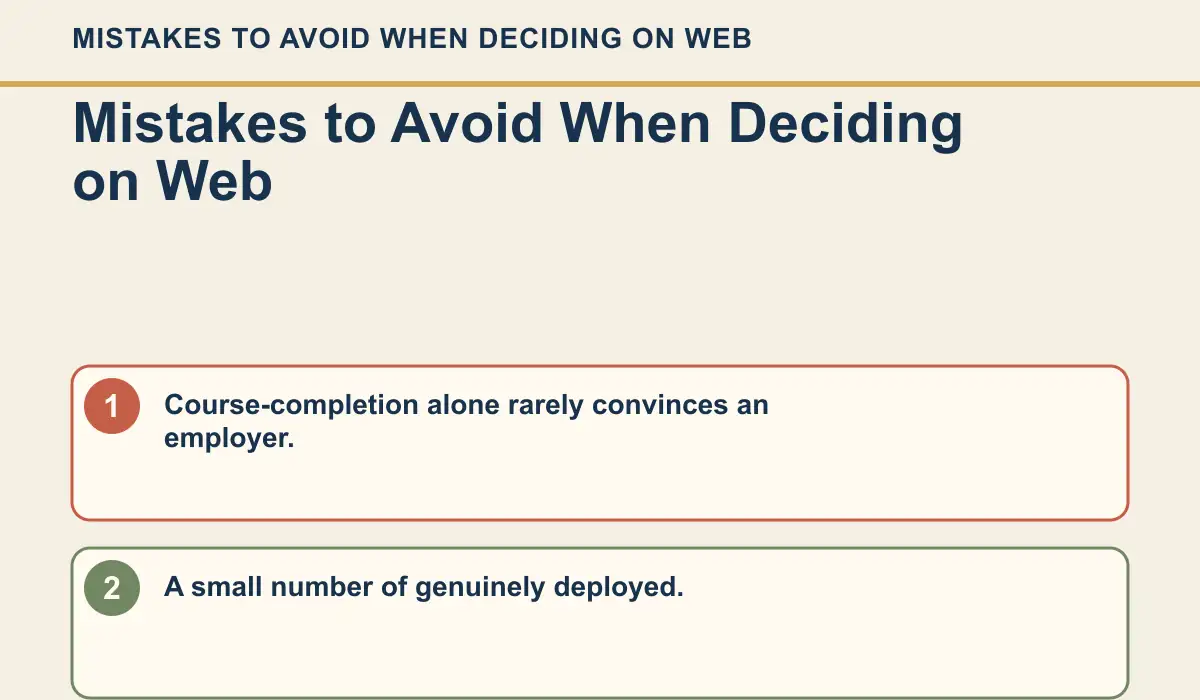 MISTAKES TO AVOID WHEN DECIDING ON WEB
Mistakes to Avoid When Deciding
on Web
1
Course-completion alone rarely convinces an
employer.
2
A small number of genuinely deployed.